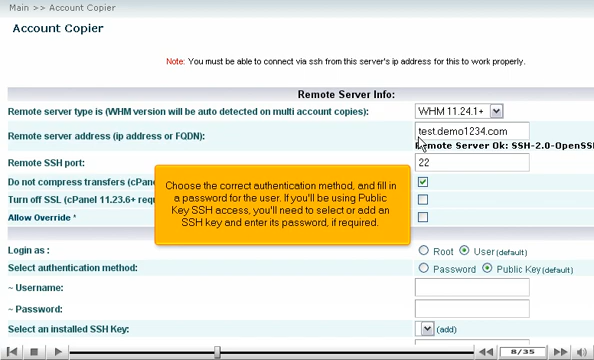 Main >> Account Copier
Account Copier
Note: You must be able to connect via ssh from this server's ip address for this to work properly.
Remote Server Info:
Remote server type is (WHM version will be auto detected on multi account copies):
WHM 11.24.1+
Remote server address (ip address or FQDN):
test.demo1234.com
Remote Server Ok: SSH-2.0-OpenSS
Remote SSH port:
22
Do not compress transfers (cPane
Turn off SSL (cPanel 11.23.6+ requ
Allow Override *
Choose the correct authentication method, and fill in
a password for the user. If you'll be using Public
Key SSH access, you'll need to select or add an
SSH key and enter its password, if required.
Login as :
Root User (default)
Select authentication method:
Password Public Key (default)
~ Username:
~ Password:
Select an installed SSH Key:
(add)
8/35